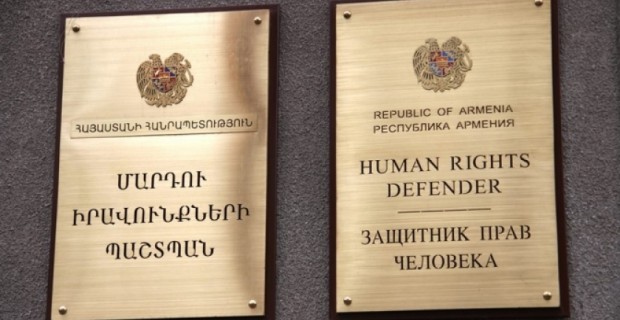 ՀԱՅԱՍՏԱՆԻ ՀԱՆՐԱՊԵՏՈՒԹՅՈՒՆ
ՄԱՐԴՈՒ
ԻՐԱՎՈՒՆՔՆԵՐԻ
ՊԱՇՏՊԱՆ
REPUBLIC OF ARMENIA
РЕСПУБЛИКА АРМЕНИЯ
HUMAN RIGHTS
DEFENDER
ЗАЩИТНИК ПРАВ
ЧЕЛОВЕКА